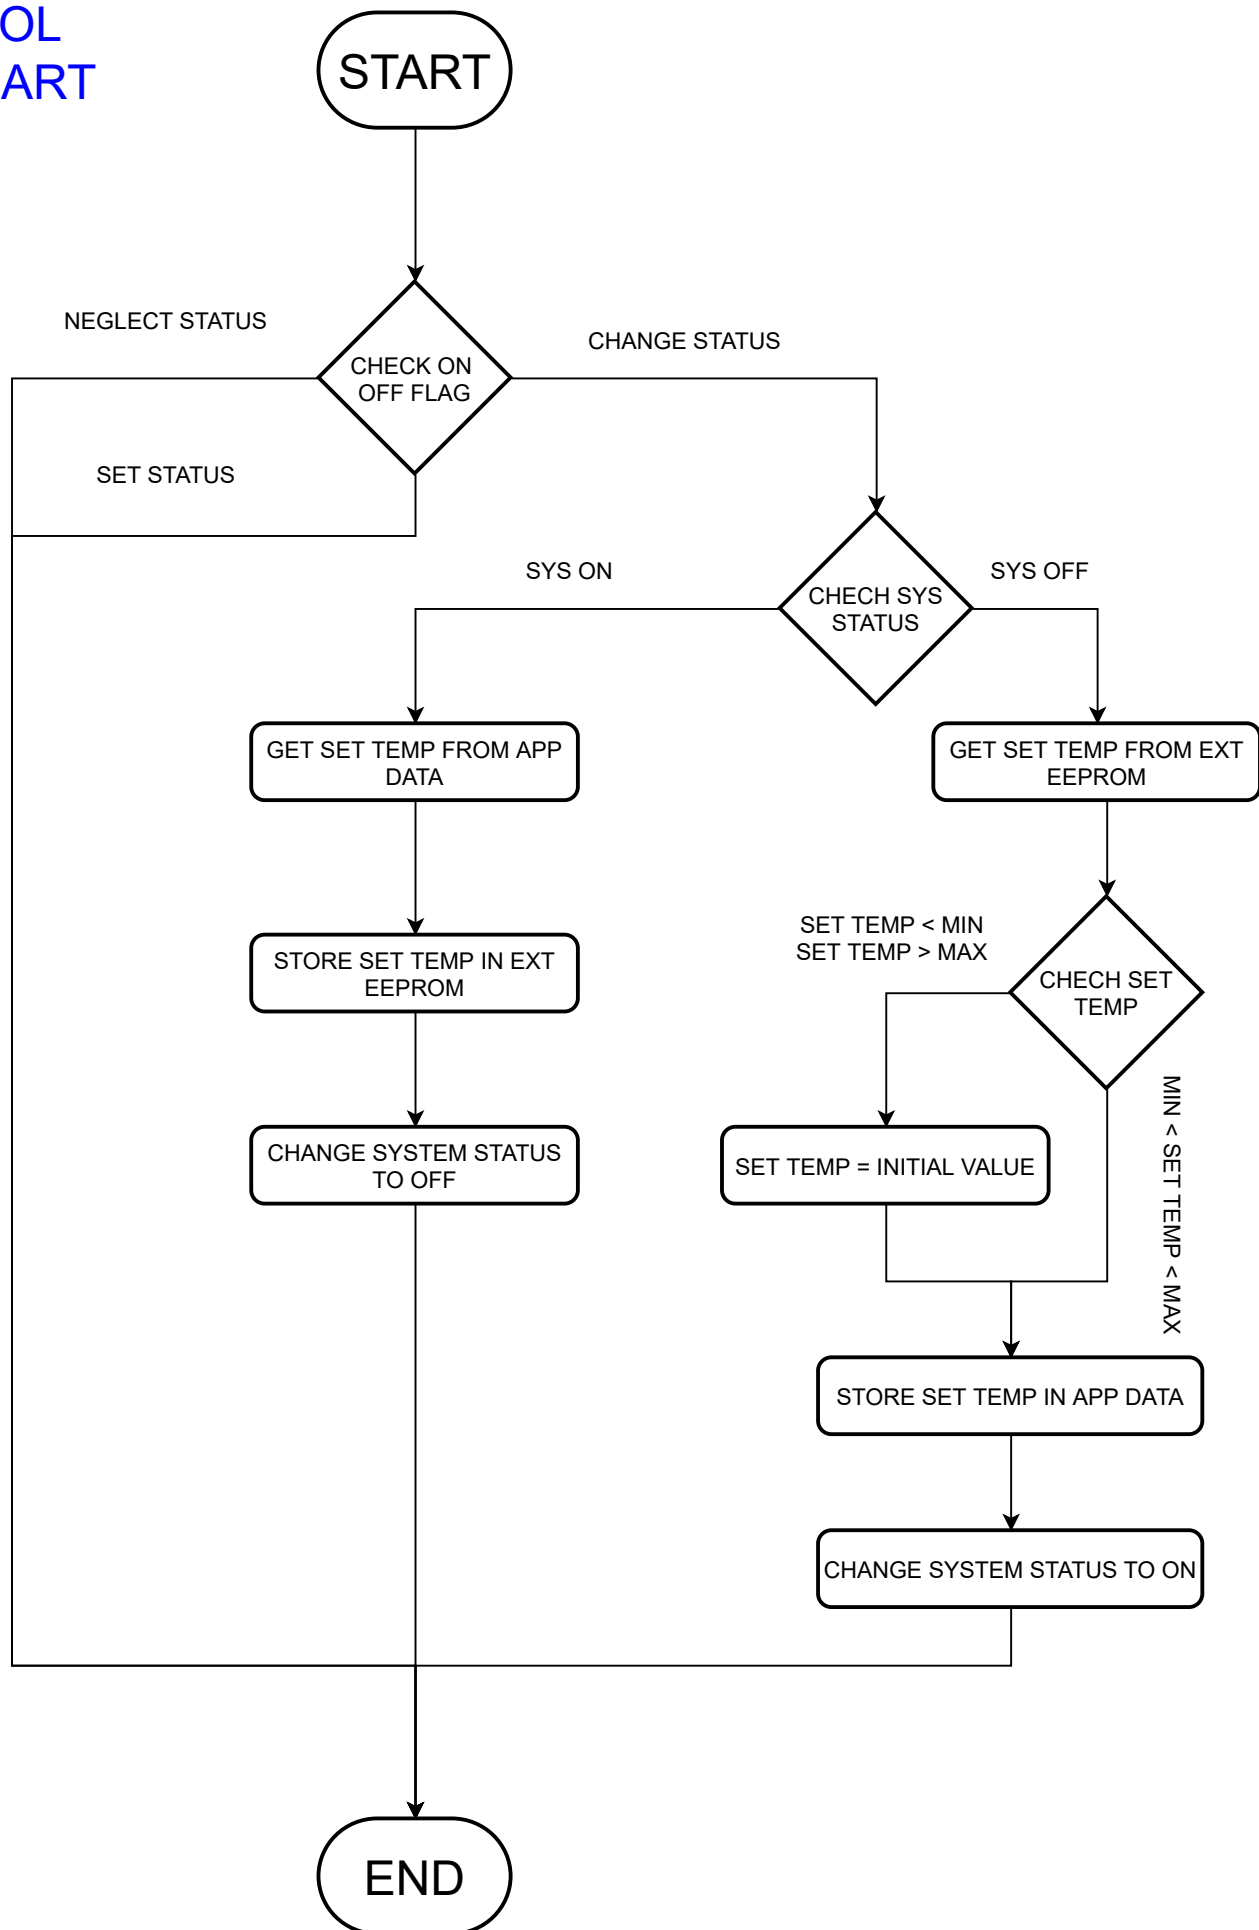 OL
ART
START
NEGLECT STATUS
CHANGE STATUS
CHECK ON
OFF FLAG
SET STATUS
SYS ON
SYS OFF
CHECH SYS
STATUS
GET SET TEMP FROM APP
DATA
GET SET TEMP FROM EXT
EEPROM
SET TEMP < MIN
SET TEMP > MAX
STORE SET TEMP IN EXT
EEPROM
CHECH SET
TEMP
MIN < SET TEMP < MAX
CHANGE SYSTEM STATUS
TO OFF
SET TEMP = INITIAL VALUE
STORE SET TEMP IN APP DATA
CHANGE SYSTEM STATUS TO ON
END